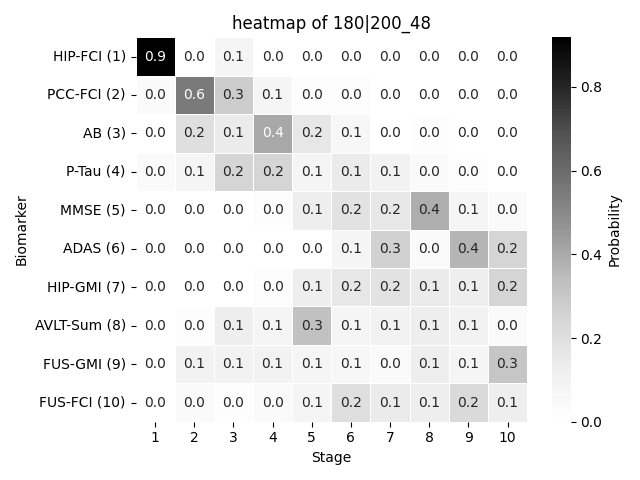 heatmap of 180|200_48
HIP-FCI (1) 0.9 0.0 0.1 0.0 0.0 0.0 0.0 0.0 0.0 0.0
PCC-FCI (2) 0.0 0.6 0.3 0.1 0.0 0.0 0.0 0.0 0.0 0.0
AB (3) 0.0 0.2 0.1 0.4 0.2 0.1 0.0 0.0 0.0 0.0
P-Tau (4) 0.0 0.1 0.2 0.2 0.1 0.1 0.1 0.0 0.0 0.0
MMSE (5) 0.0 0.0 0.0 0.0 0.1 0.2 0.2 0.4 0.1 0.0
ADAS (6) 0.0 0.0 0.0 0.0 0.0 0.1 0.3 0.0 0.4 0.2
HIP-GMI (7) 0.0 0.0 0.0 0.0 0.1 0.2 0.2 0.1 0.1 0.2
AVLT-Sum (8) 0.0 0.0 0.1 0.1 0.3 0.1 0.1 0.1 0.1 0.0
FUS-GMI (9) 0.0 0.1 0.1 0.1 0.1 0.1 0.0 0.1 0.1 0.3
FUS-FCI (10) 0.0 0.0 0.0 0.0 0.1 0.2 0.1 0.1 0.2 0.1
1 2 3 4 5 6 7 8 9 10
Stage
Biomarker
0.8
0.6
0.4
0.2
0.0
Probability